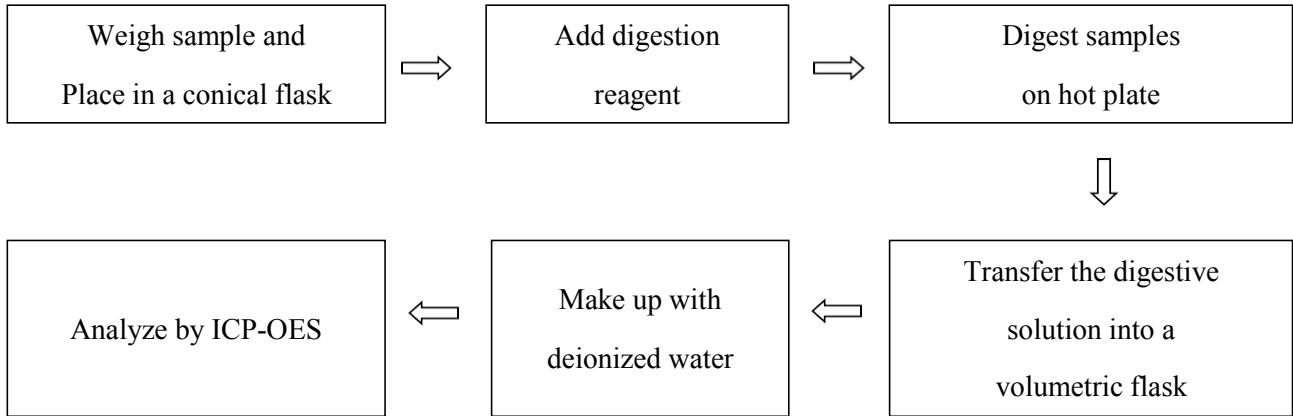 Weigh sample and
Place in a conical flask
Add digestion
reagent
Digest samples
on hot plate
Transfer the digestive
solution into a
volumetric flask
Make up with
deionized water
Analyze by ICP-OES